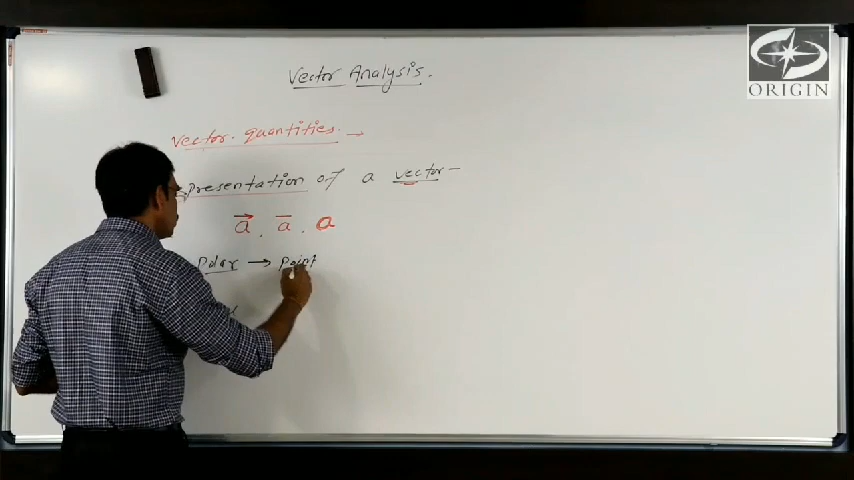 ORIGIN
Vector Analysis.
Vector quantities. →
presentation of a vector –
a⃗ . a̅ . a
Polar → Point